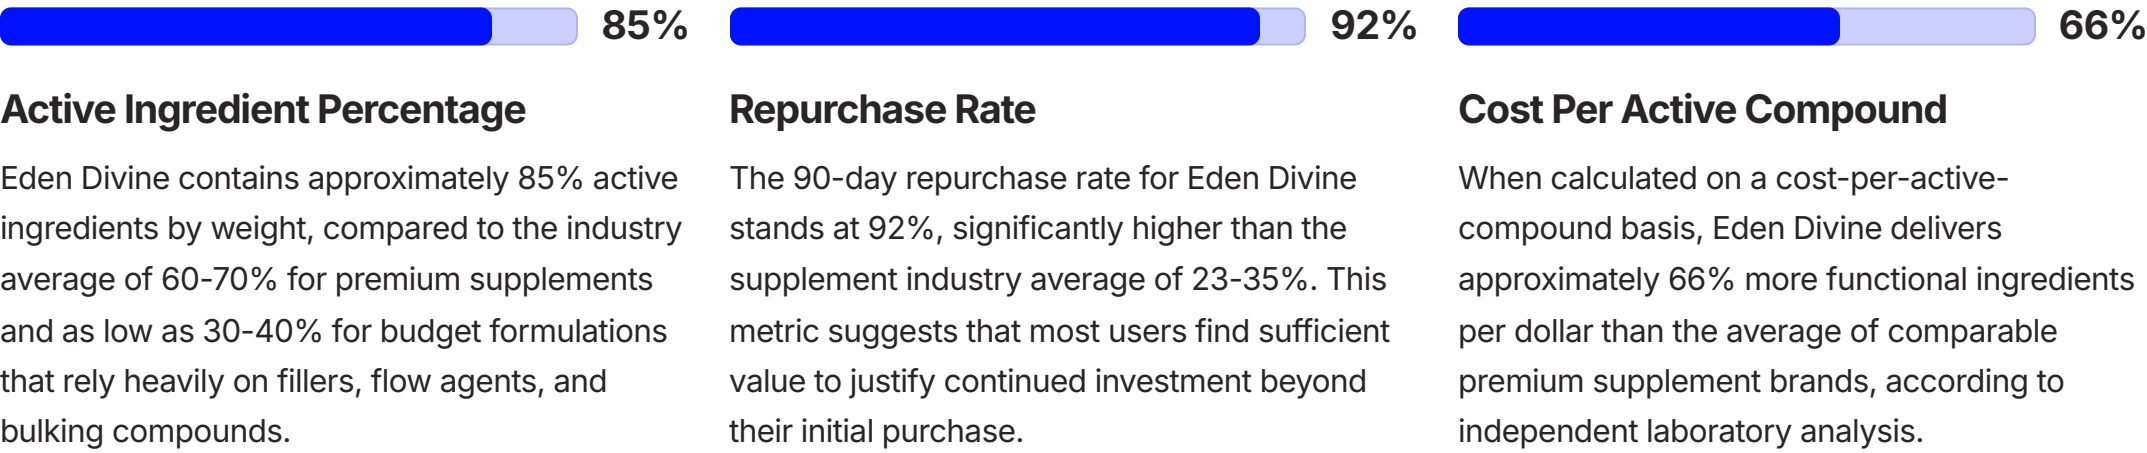 85%
Active Ingredient Percentage
Eden Divine contains approximately 85% active
ingredients by weight, compared to the industry
average of 60-70% for premium supplements
and as low as 30-40% for budget formulations
that rely heavily on fillers, flow agents, and
bulking compounds.
92%
Repurchase Rate
The 90-day repurchase rate for Eden Divine
stands at 92%, significantly higher than the
supplement industry average of 23-35%. This
metric suggests that most users find sufficient
value to justify continued investment beyond
their initial purchase.
66%
Cost Per Active Compound
When calculated on a cost-per-active-
compound basis, Eden Divine delivers
approximately 66% more functional ingredients
per dollar than the average of comparable
premium supplement brands, according to
independent laboratory analysis.